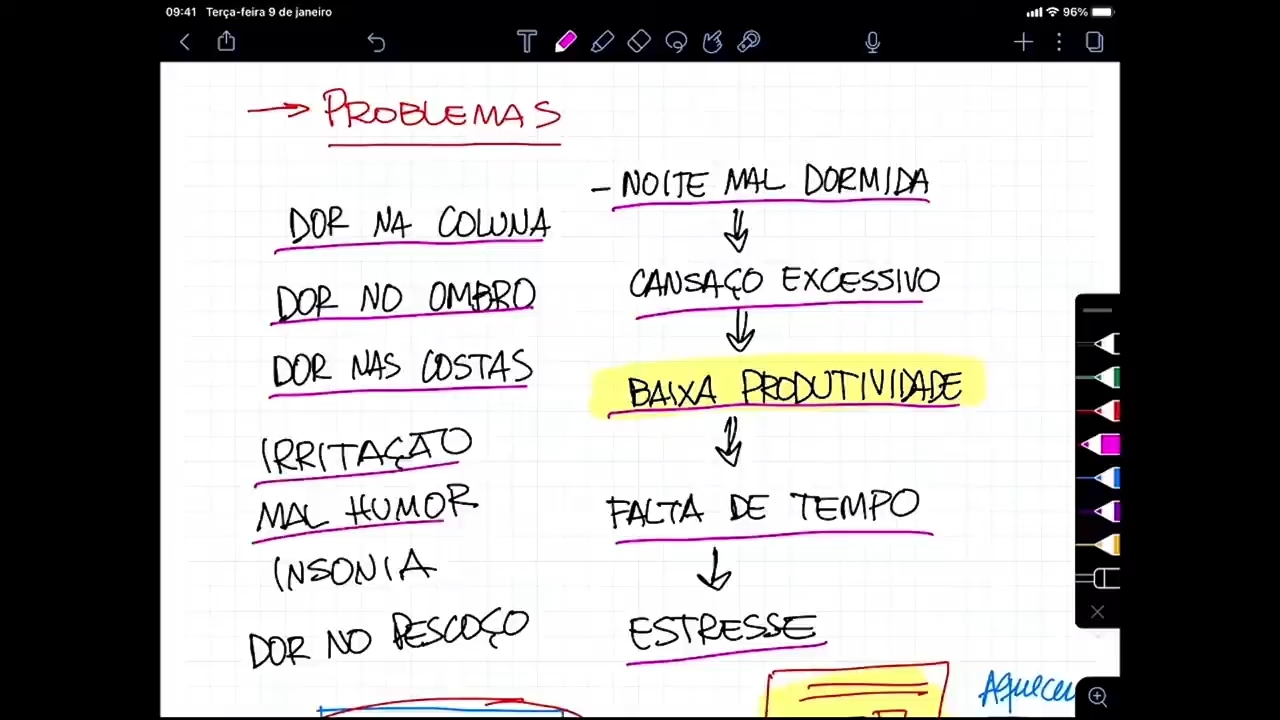 09:41 Terça-feira 9 de janeiro
96%
→ PROBLEMAS
DOR NA COLUNA
DOR NO OMBRO
DOR NAS COSTAS
IRRITAÇÃO
MAL HUMOR
INSONIA
DOR NO PESCOÇO
- NOITE MAL DORMIDA
CANSAÇO EXCESSIVO
BAIXA PRODUTIVIDADE
FALTA DE TEMPO
ESTRESSE